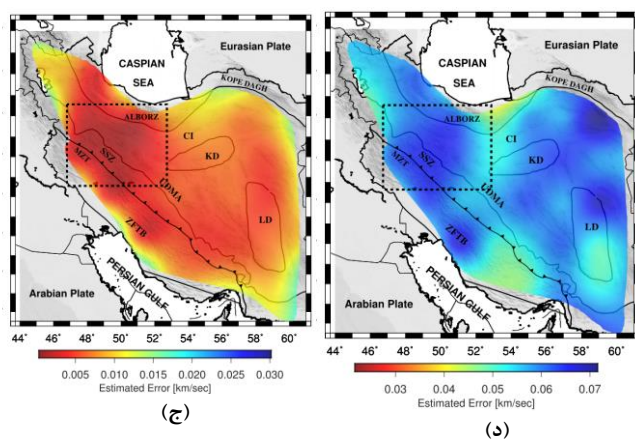 Eurasian Plate
CASPIAN
SEA
KOPE DAGH
ALBORZ
CI
KD
SSZ
MZT
UDMA
LD
ZFTB
PERSIAN GULF
Arabian Plate
44˚ 46˚ 48˚ 50˚ 52˚ 54˚ 56˚ 58˚ 60˚
0.005 0.010 0.015 0.020 0.025 0.030
Estimated Error [km/sec]
(ج)
Eurasian Plate
CASPIAN
SEA
KOPE DAGH
ALBORZ
CI
KD
SSZ
MZT
UDMA
LD
ZFTB
PERSIAN GULF
Arabian Plate
44˚ 46˚ 48˚ 50˚ 52˚ 54˚ 56˚ 58˚ 60˚
0.03 0.04 0.05 0.06 0.07
Estimated Error [km/sec]
(د)